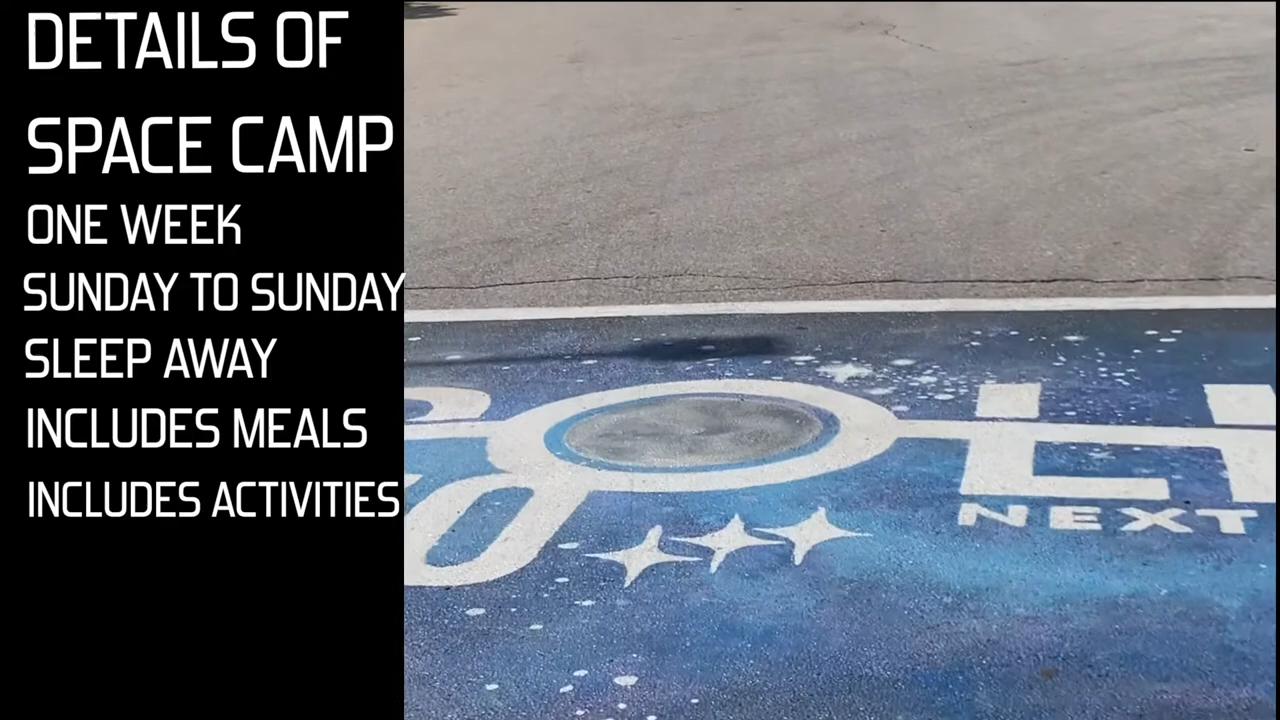 DETAILS OF
SPACE CAMP
ONE WEEK
SUNDAY TO SUNDAY
SLEEP AWAY
INCLUDES MEALS
INCLUDES ACTIVITIES
NEXT